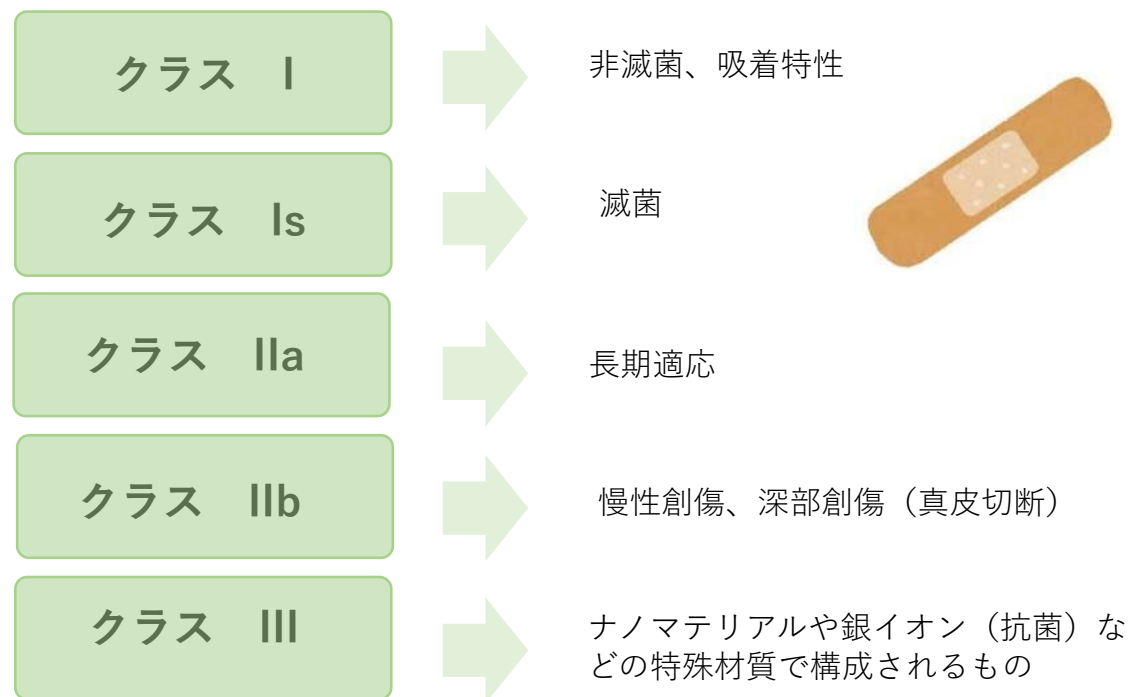 クラス I
非滅菌、吸着特性
クラス Is
滅菌
クラス IIa
長期適応
クラス IIb
慢性創傷、深部創傷（真皮切断）
クラス III
ナノマテリアルや銀イオン（抗菌）な
どの特殊材質で構成されるもの